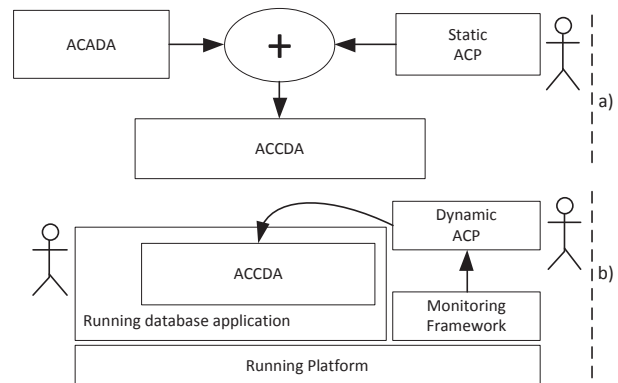 ACADA
+
Static
ACP
a)
ACCDA
Dynamic
ACP
b)
ACCDA
Running database application
Monitoring
Framework
Running Platform